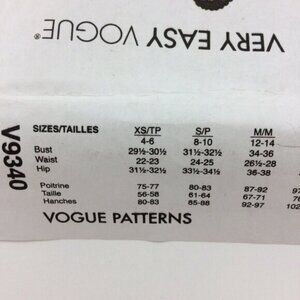 VERY EASY VOGUE®
V9340
SIZES/TAILLES XS/TP S/P M/M
4-6 8-10 12-14
Bust 29½-30½ 31½-32½ 34-36
Waist 22-23 24-25 26½-28
Hip 31½-32½ 33½-34½ 36-38
Poitrine 75-77 80-83 87-92
Taille 56-58 61-64 67-71
Hanches 80-83 85-88 92-97
VOGUE PATTERNS